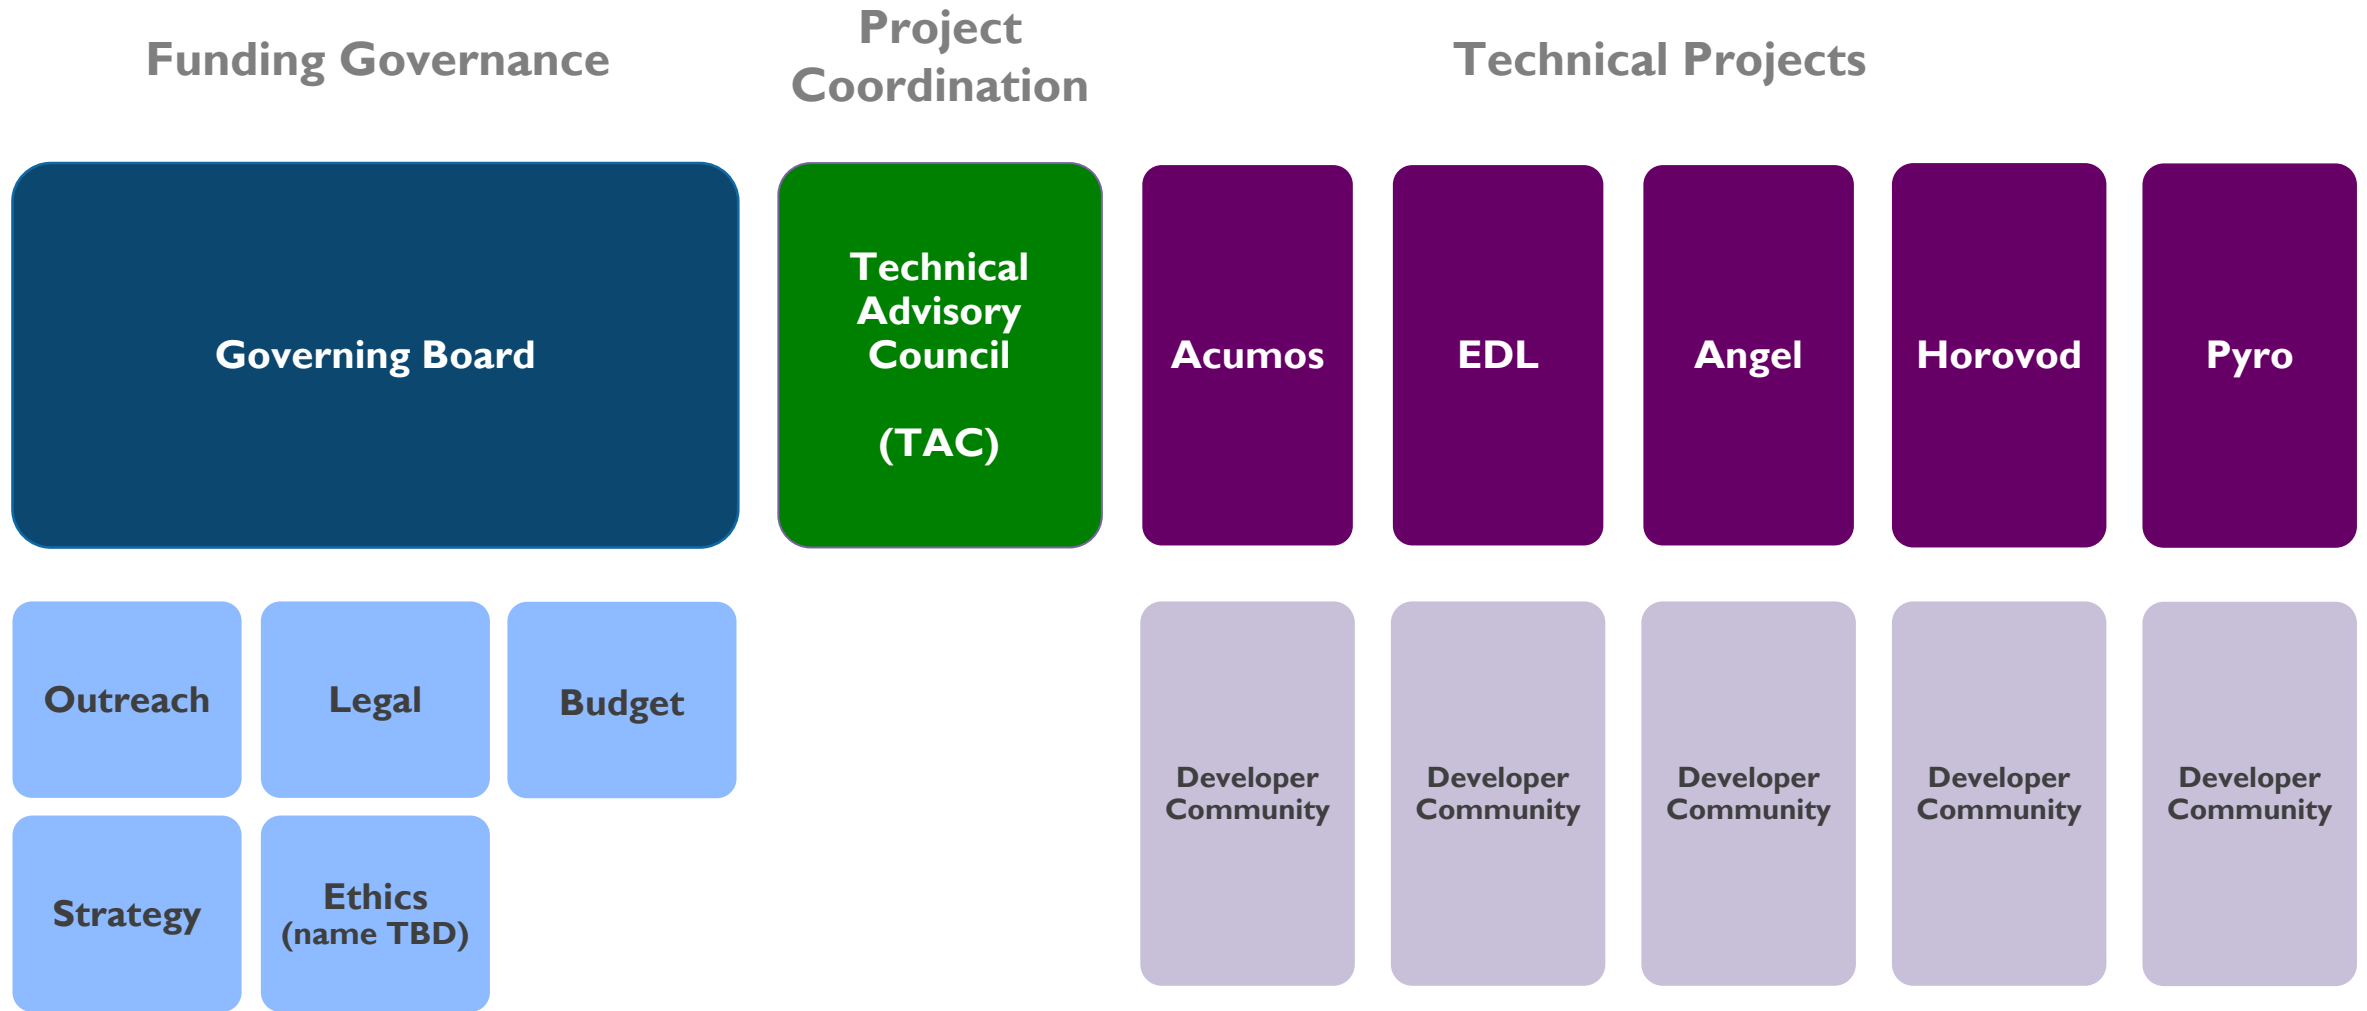 Funding Governance
Project
Coordination
Technical Projects
Governing Board
Technical
Advisory
Council
(TAC)
Acumos
EDL
Angel
Horovod
Pyro
Outreach
Legal
Budget
Strategy
Ethics
(name TBD)
Developer
Community
Developer
Community
Developer
Community
Developer
Community
Developer
Community